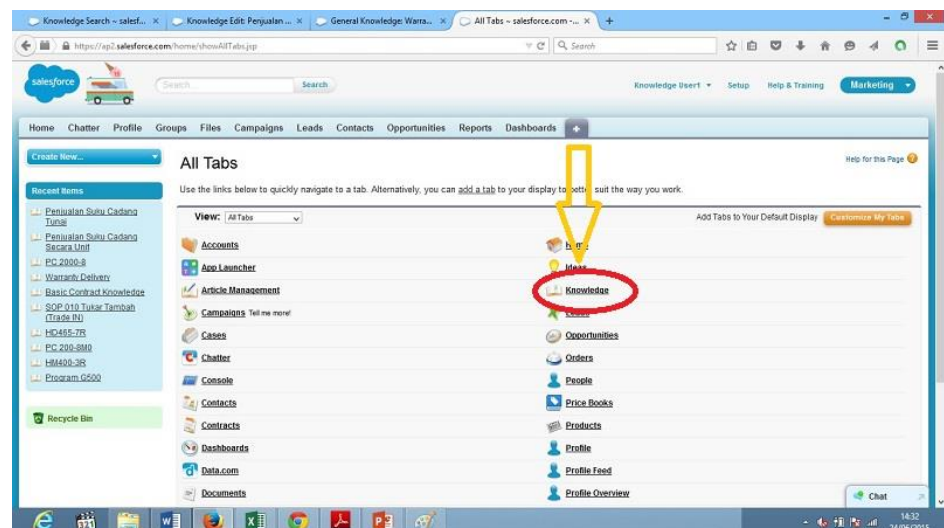 Knowledge Search ~ salesf... ×
Knowledge Edit: Penjualan ... ×
General Knowledge: Warra... ×
All Tabs ~ salesforce.com -... ×
https://ap2.salesforce.com/home/showAllTabs.jsp
Search
salesforce
Search...
Search
Knowledge User1
Setup
Help & Training
Marketing
Home Chatter Profile Groups Files Campaigns Leads Contacts Opportunities Reports Dashboards +
Create New...
All Tabs
Help for this Page
Use the links below to quickly navigate to a tab. Alternatively, you can add a tab to your display to better suit the way you work.
Recent Items
Penjualan Suku Cadang
Tunai
Penjualan Suku Cadang
Secara Unit
PC 2000-8
Warranty Delivery
Basic Contract Knowledge
SOP 010 Tukar Tambah
(Trade IN)
HD465-7R
PC 200-8M0
HM400-3R
Program G500
Recycle Bin
View: All Tabs
Add Tabs to Your Default Display
Customize My Tabs
Accounts
App Launcher
Article Management
Campaigns Tell me more!
Cases
Chatter
Console
Contacts
Contracts
Dashboards
Data.com
Documents
Home
Ideas
Knowledge
Opportunities
Orders
People
Price Books
Products
Profile
Profile Feed
Profile Overview
Chat
14:32
24/06/2015